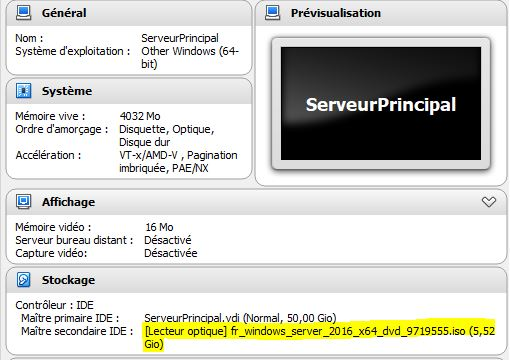 Général
Nom : ServeurPrincipal
Système d'exploitation : Other Windows (64-
bit)
Système
Mémoire vive : 4032 Mo
Ordre d'amorçage : Disquette, Optique,
Disque dur
Accélération : VT-x/AMD-V , Pagination
imbriquée, PAE/NX
Prévisualisation
ServeurPrincipal
Affichage
Mémoire vidéo : 16 Mo
Serveur bureau distant : Désactivé
Capture vidéo: Désactivée
Stockage
Contrôleur : IDE
Maître primaire IDE : ServeurPrincipal.vdi (Normal, 50,00 Gio)
Maître secondaire IDE : [Lecteur optique] fr_windows_server_2016_x64_dvd_9719555.iso (5,52
Gio)